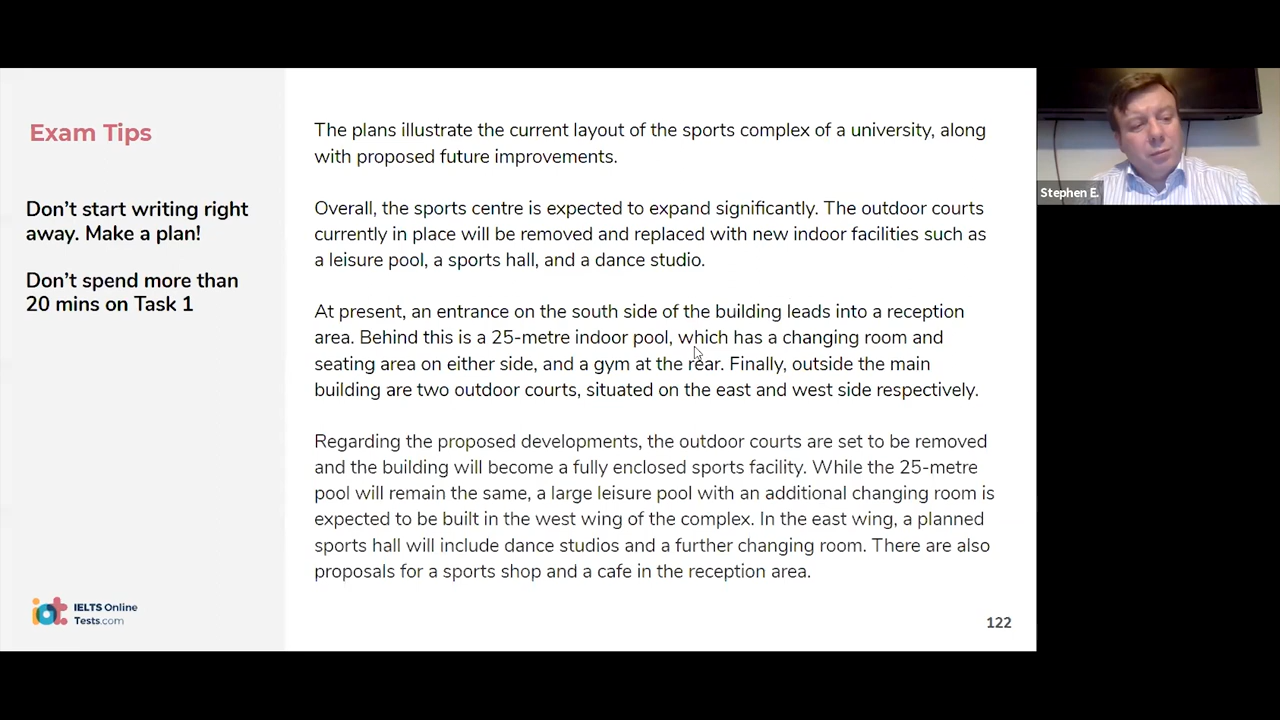 Exam Tips
Don't start writing right
away. Make a plan!
Don't spend more than
20 mins on Task 1
The plans illustrate the current layout of the sports complex of a university, along
with proposed future improvements.
Overall, the sports centre is expected to expand significantly. The outdoor courts
currently in place will be removed and replaced with new indoor facilities such as
a leisure pool, a sports hall, and a dance studio.
At present, an entrance on the south side of the building leads into a reception
area. Behind this is a 25-metre indoor pool, which has a changing room and
seating area on either side, and a gym at the rear. Finally, outside the main
building are two outdoor courts, situated on the east and west side respectively.
Regarding the proposed developments, the outdoor courts are set to be removed
and the building will become a fully enclosed sports facility. While the 25-metre
pool will remain the same, a large leisure pool with an additional changing room is
expected to be built in the west wing of the complex. In the east wing, a planned
sports hall will include dance studios and a further changing room. There are also
proposals for a sports shop and a cafe in the reception area.
iot IELTS Online
Tests.com
122
Stephen E.